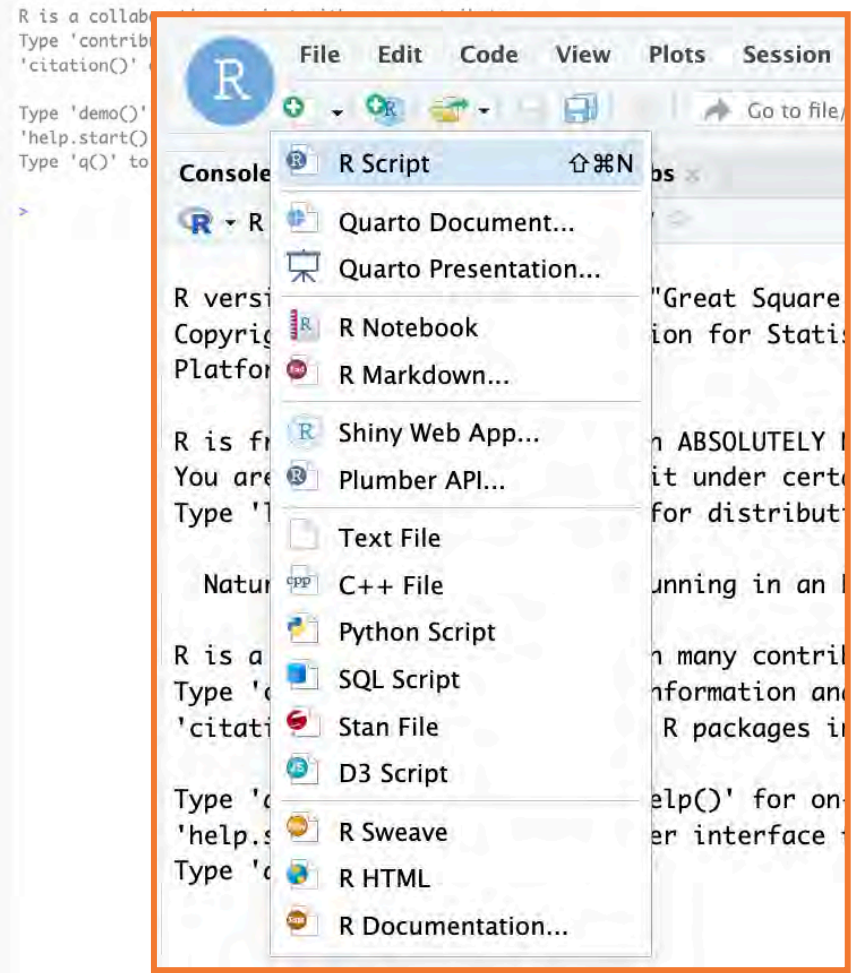 R is a collab
Type 'contrib
'citation()'
Type 'demo()'
'help.start()
Type 'q()' to
>
R
File Edit Code View Plots Session
R
Go to file/
Console
bs ×
R R
R Script ⇧⌘N
Quarto Document...
Quarto Presentation...
R Notebook
R Markdown...
Shiny Web App...
Plumber API...
Text File
C++ File
Python Script
SQL Script
Stan File
D3 Script
R Sweave
R HTML
R Documentation...
R versi "Great Square
Copyrig ion for Statis
Platfor
R is fr n ABSOLUTELY N
You are it under certa
Type 'l for distributi
Natur unning in an
R is a n many contrib
Type ' nformation and
'citati R packages in
Type ' elp()' for on-
'help.s er interface
Type '